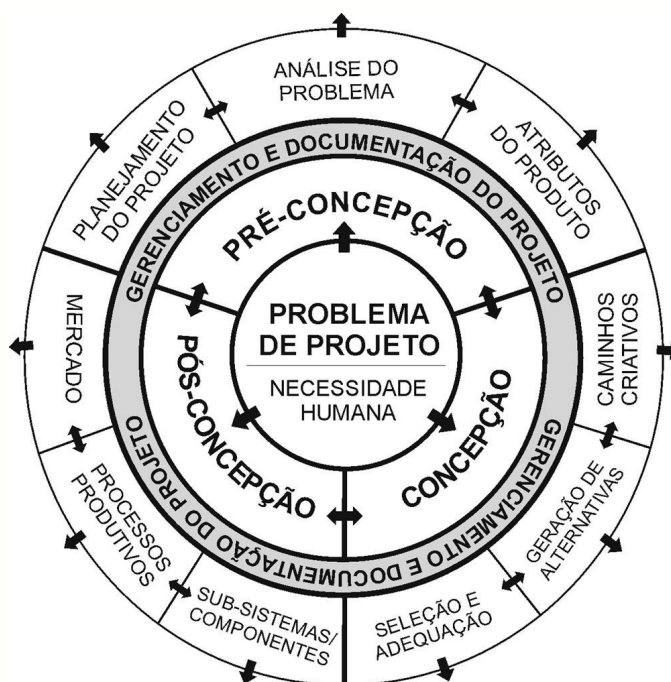 ANÁLISE DO
PROBLEMA
ATRIBUTOS
DO PRODUTO
CAMINHOS
CRIATIVOS
GERAÇÃO DE
ALTERNATIVAS
SELEÇÃO E
ADEQUAÇÃO
SUB-SISTEMAS/
COMPONENTES
PROCESSOS
PRODUTIVOS
MERCADO
PLANEJAMENTO
DO PROJETO
GERENCIAMENTO E DOCUMENTAÇÃO DO PROJETO
GERENCIAMENTO E DOCUMENTAÇÃO DO PROJETO
PRÉ-CONCEPÇÃO
CONCEPÇÃO
PÓS-CONCEPÇÃO
PROBLEMA
DE PROJETO
NECESSIDADE
HUMANA